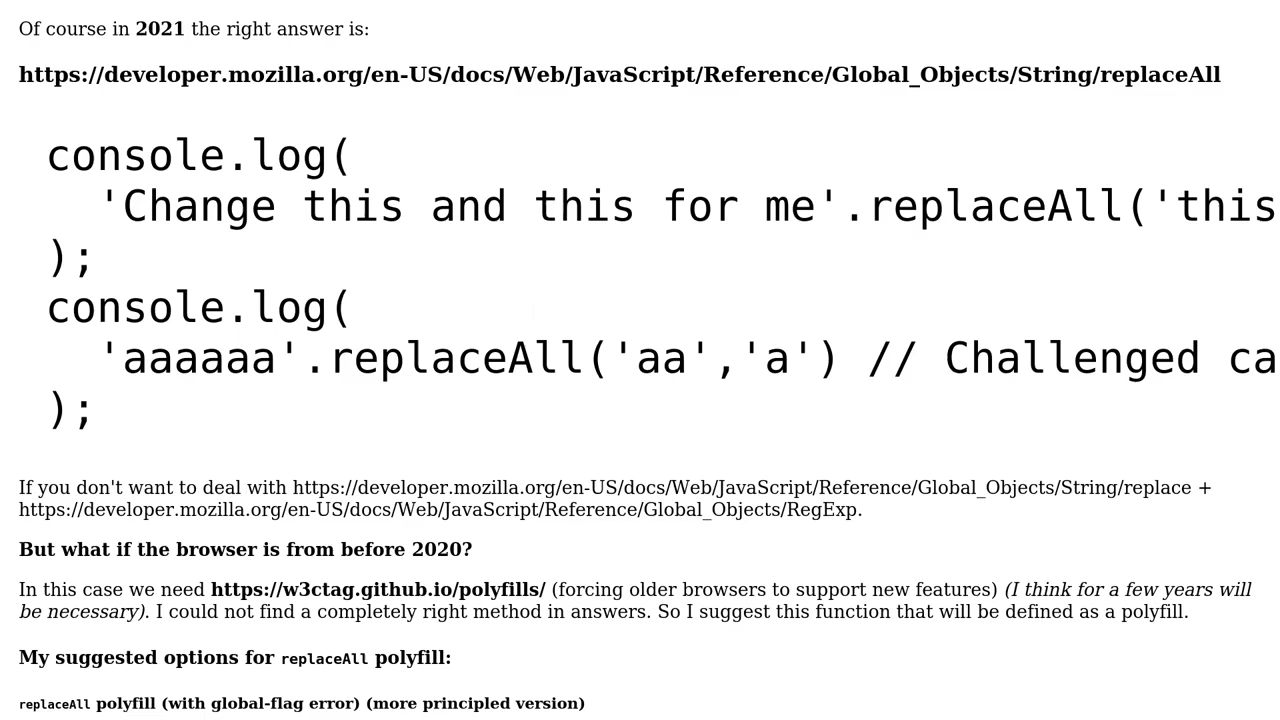 Of course in 2021 the right answer is:
https://developer.mozilla.org/en-US/docs/Web/JavaScript/Reference/Global_Objects/String/replaceAll
console.log(
  'Change this and this for me'.replaceAll('this
);
console.log(
  'aaaaaa'.replaceAll('aa','a') // Challenged ca
);
If you don't want to deal with https://developer.mozilla.org/en-US/docs/Web/JavaScript/Reference/Global_Objects/String/replace +
https://developer.mozilla.org/en-US/docs/Web/JavaScript/Reference/Global_Objects/RegExp.
But what if the browser is from before 2020?
In this case we need https://w3ctag.github.io/polyfills/ (forcing older browsers to support new features) (I think for a few years will
be necessary). I could not find a completely right method in answers. So I suggest this function that will be defined as a polyfill.
My suggested options for replaceAll polyfill:
replaceAll polyfill (with global-flag error) (more principled version)